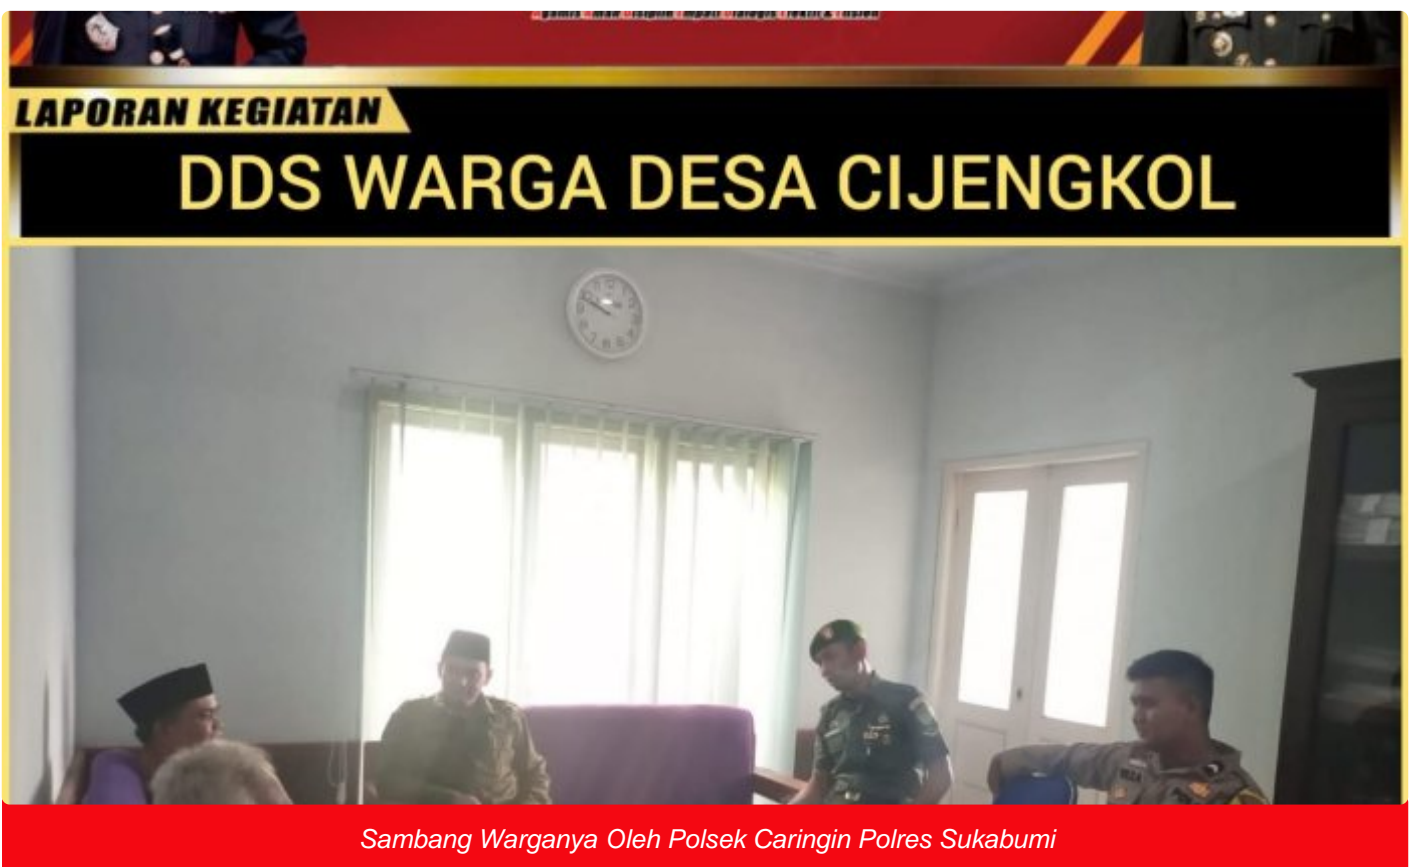 LAPORAN KEGIATAN
DDS WARGA DESA CIJENGKOL
Sambang Warganya Oleh Polsek Caringin Polres Sukabumi